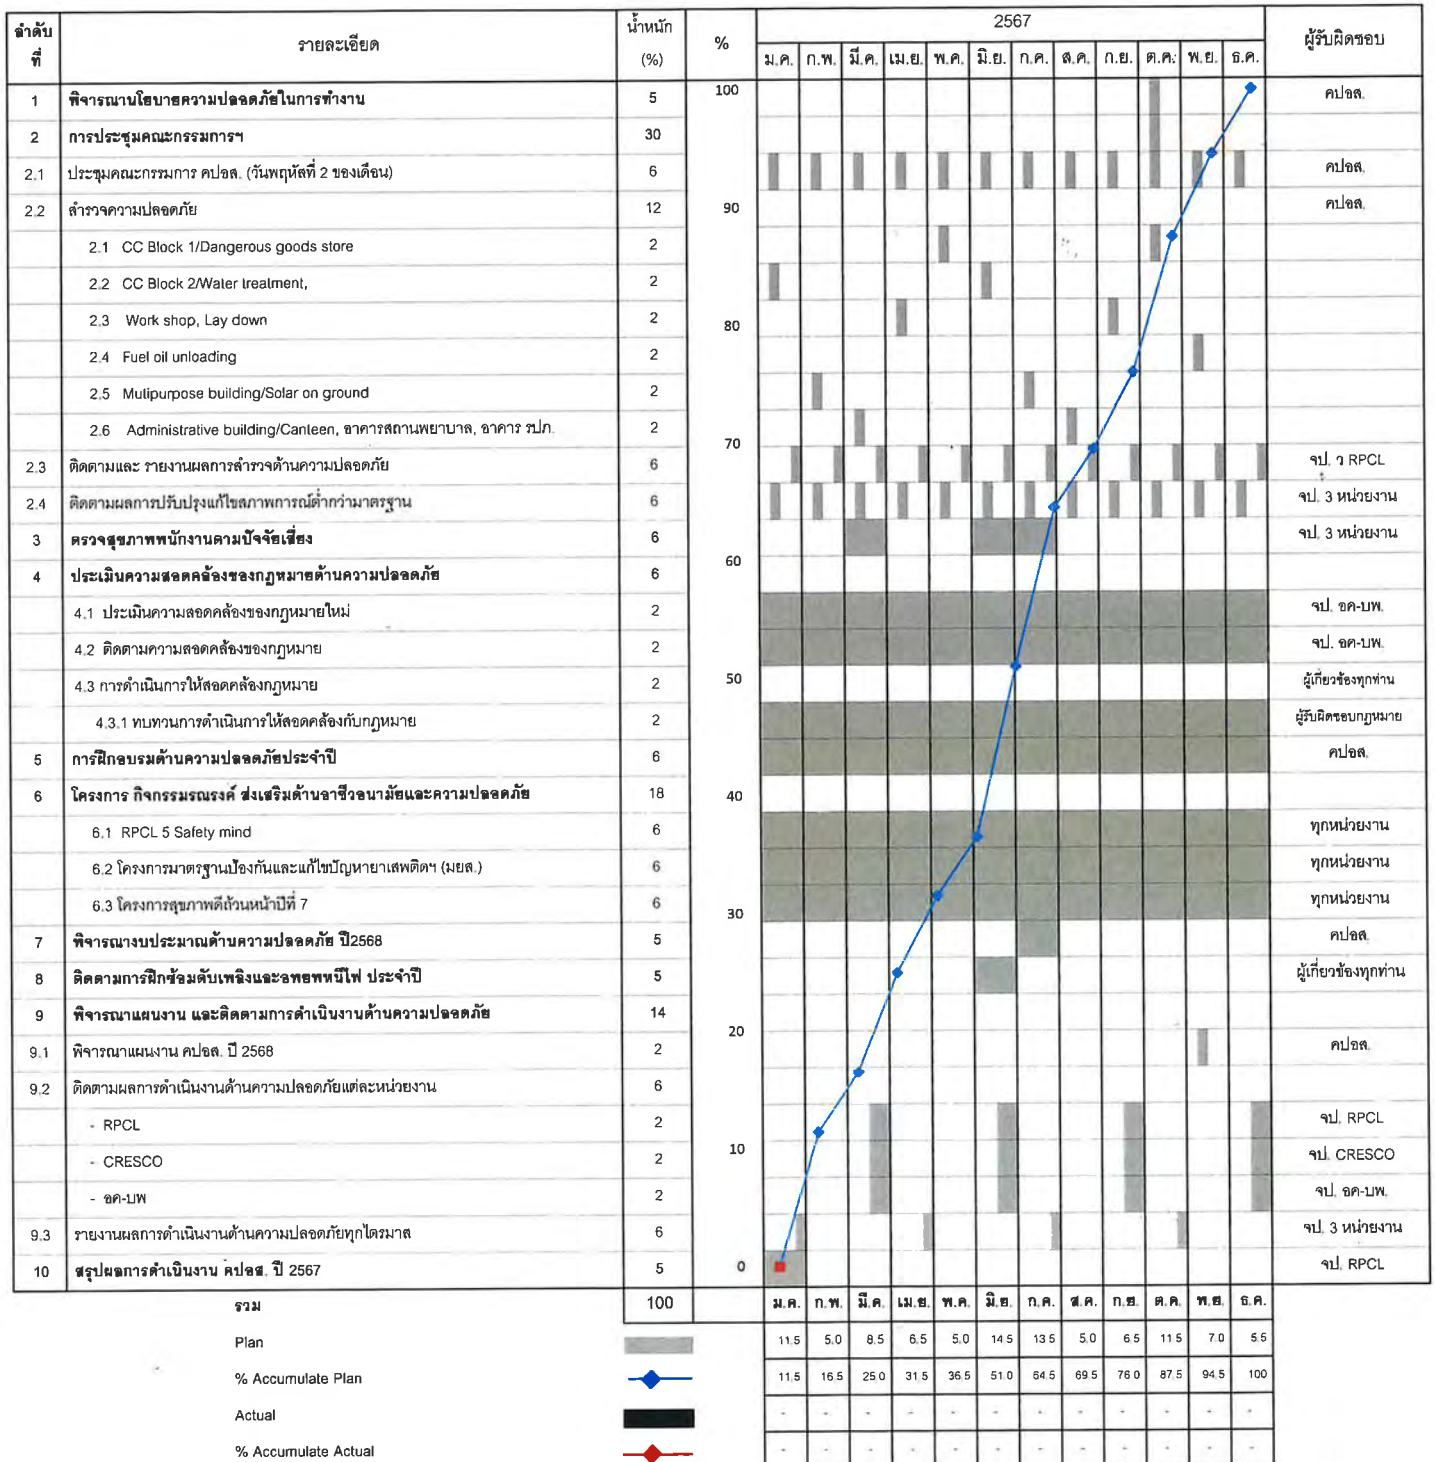 ลำดับที่ รายละเอียด น้ำหนัก (%) % 2567 ผู้รับผิดชอบ
ม.ค. ก.พ. มี.ค. เม.ย. พ.ค. มิ.ย. ก.ค. ส.ค. ก.ย. ต.ค. พ.ย. ธ.ค.
1 พิจารณานโยบายความปลอดภัยในการทำงาน 5 100 คปอส.
2 การประชุมคณะกรรมการฯ 30
2.1 ประชุมคณะกรรมการ คปอส. (วันพฤหัสที่ 2 ของเดือน) 6 คปอส.
2.2 สำรวจความปลอดภัย 12 90 คปอส.
2.1 CC Block 1/Dangerous goods store 2
2.2 CC Block 2/Water treatment, 2
2.3 Work shop, Lay down 2 80
2.4 Fuel oil unloading 2
2.5 Mutipurpose building/Solar on ground 2
2.6 Administrative building/Canteen, อาคารสถานพยาบาล, อาคาร รปภ. 2 70
2.3 ติดตามและ รายงานผลการสำรวจด้านความปลอดภัย 6 จป. ว RPCL
2.4 ติดตามผลการปรับปรุงแก้ไขสภาพการณ์ต่ำกว่ามาตรฐาน 6 จป. 3 หน่วยงาน
3 ตรวจสุขภาพพนักงานตามปัจจัยเสี่ยง 6 จป. 3 หน่วยงาน
4 ประเมินความสอดคล้องของกฎหมายด้านความปลอดภัย 6 60
4.1 ประเมินความสอดคล้องของกฎหมายใหม่ 2 จป. อค-บพ.
4.2 ติดตามความสอดคล้องของกฎหมาย 2 จป. อค-บพ.
4.3 การดำเนินการให้สอดคล้องกฎหมาย 2 50 ผู้เกี่ยวข้องทุกท่าน
4.3.1 ทบทวนการดำเนินการให้สอดคล้องกับกฎหมาย 2 ผู้รับผิดชอบกฎหมาย
5 การฝึกอบรมด้านความปลอดภัยประจำปี 6 คปอส.
6 โครงการ กิจกรรมรณรงค์ ส่งเสริมด้านอาชีวอนามัยและความปลอดภัย 18 40
6.1 RPCL 5 Safety mind 6 ทุกหน่วยงาน
6.2 โครงการมาตรฐานป้องกันและแก้ไขปัญหายาเสพติดฯ (มยส.) 6 ทุกหน่วยงาน
6.3 โครงการสุขภาพดีถ้วนหน้าปีที่ 7 6 30 ทุกหน่วยงาน
7 พิจารณางบประมาณด้านความปลอดภัย ปี2568 5 คปอส.
8 ติดตามการฝึกซ้อมดับเพลิงและอพยพหนีไฟ ประจำปี 5 ผู้เกี่ยวข้องทุกท่าน
9 พิจารณาแผนงาน และติดตามการดำเนินงานด้านความปลอดภัย 14 20
9.1 พิจารณาแผนงาน คปอส. ปี 2568 2 คปอส.
9.2 ติดตามผลการดำเนินงานด้านความปลอดภัยแต่ละหน่วยงาน 6
- RPCL 2 10 จป. RPCL
- CRESCO 2 จป. CRESCO
- อค-บพ 2 จป. อค-บพ.
9.3 รายงานผลการดำเนินงานด้านความปลอดภัยทุกไตรมาส 6 จป. 3 หน่วยงาน
10 สรุปผลการดำเนินงาน คปอส. ปี 2567 5 0 จป. RPCL
รวม 100 ม.ค. ก.พ. มี.ค. เม.ย. พ.ค. มิ.ย. ก.ค. ส.ค. ก.ย. ต.ค. พ.ย. ธ.ค.
Plan 11.5 5.0 8.5 6.5 5.0 14.5 13.5 5.0 6.5 11.5 7.0 5.5
% Accumulate Plan 11.5 16.5 25.0 31.5 36.5 51.0 64.5 69.5 76.0 87.5 94.5 100
Actual - - - - - - - - - - - -
% Accumulate Actual - - - - - - - - - - - -